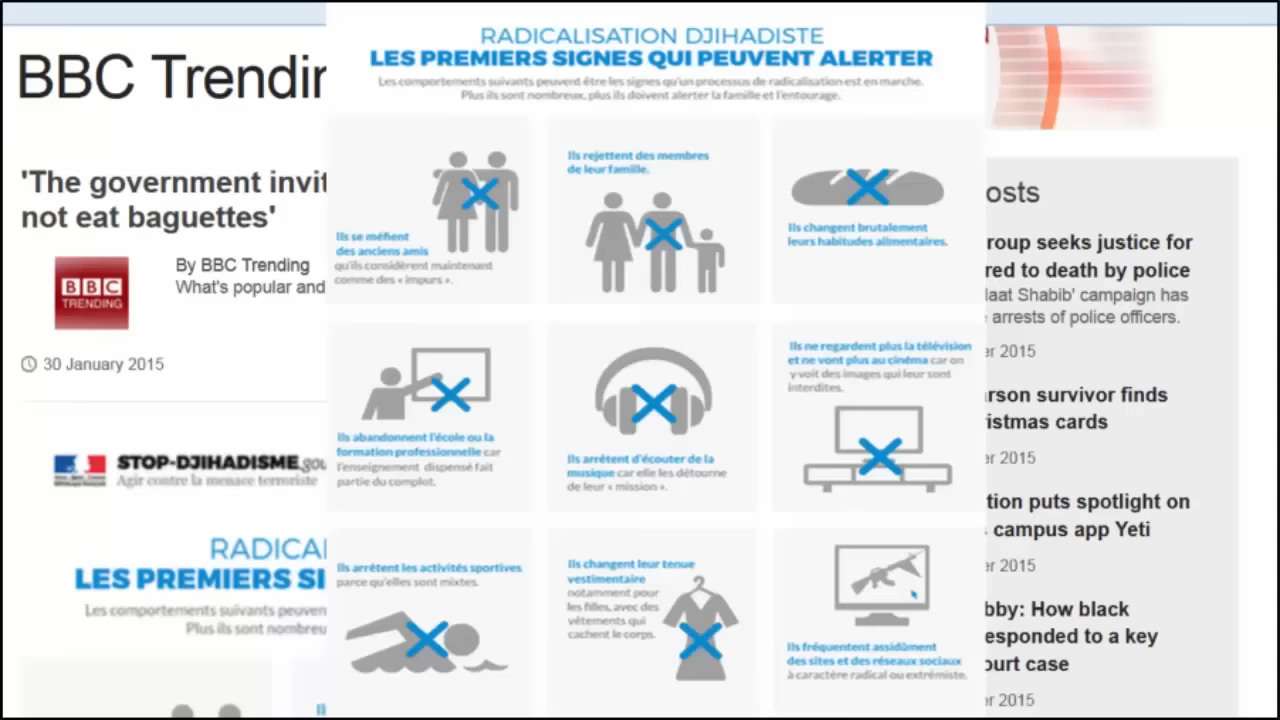 BBC Trendin
'The government invit
not eat baguettes'
By BBC Trending
What's popular and
BBC
TRENDING
30 January 2015
STOP-DJIHADISME.gou
Agir contre la menace terroriste
RADICAL
LES PREMIERS SI
Les comportements suivants peuven
Plus ils sont nombreu
RADICALISATION DJIHADISTE
LES PREMIERS SIGNES QUI PEUVENT ALERTER
Les comportements suivants peuvent être les signes qu'un processus de radicalisation est en marche.
Plus ils sont nombreux, plus ils doivent alerter la famille et l'entourage.
Ils se méfient
des anciens amis
qu'ils considèrent maintenant
comme des « impurs ».
Ils rejettent des membres
de leur famille.
Ils changent brutalement
leurs habitudes alimentaires.
Ils abandonnent l'école ou la
formation professionnelle car
l'enseignement dispensé fait
partie du complot.
Ils arrêtent d'écouter de la
musique car elle les détourne
de leur « mission ».
Ils ne regardent plus la télévision
et ne vont plus au cinéma car on
y voit des images qui leur sont
interdites.
Ils arrêtent les activités sportives
parce qu'elles sont mixtes.
Ils changent leur tenue
vestimentaire
notamment pour
les filles, avec des
vêtements qui
cachent le corps.
Ils fréquentent assidûment
des sites et des réseaux sociaux
à caractère radical ou extrémiste.
osts
roup seeks justice for
red to death by police
laat Shabib' campaign has
arrests of police officers.
er 2015
rson survivor finds
istmas cards
er 2015
tion puts spotlight on
campus app Yeti
er 2015
bby: How black
esponded to a key
ourt case
er 2015